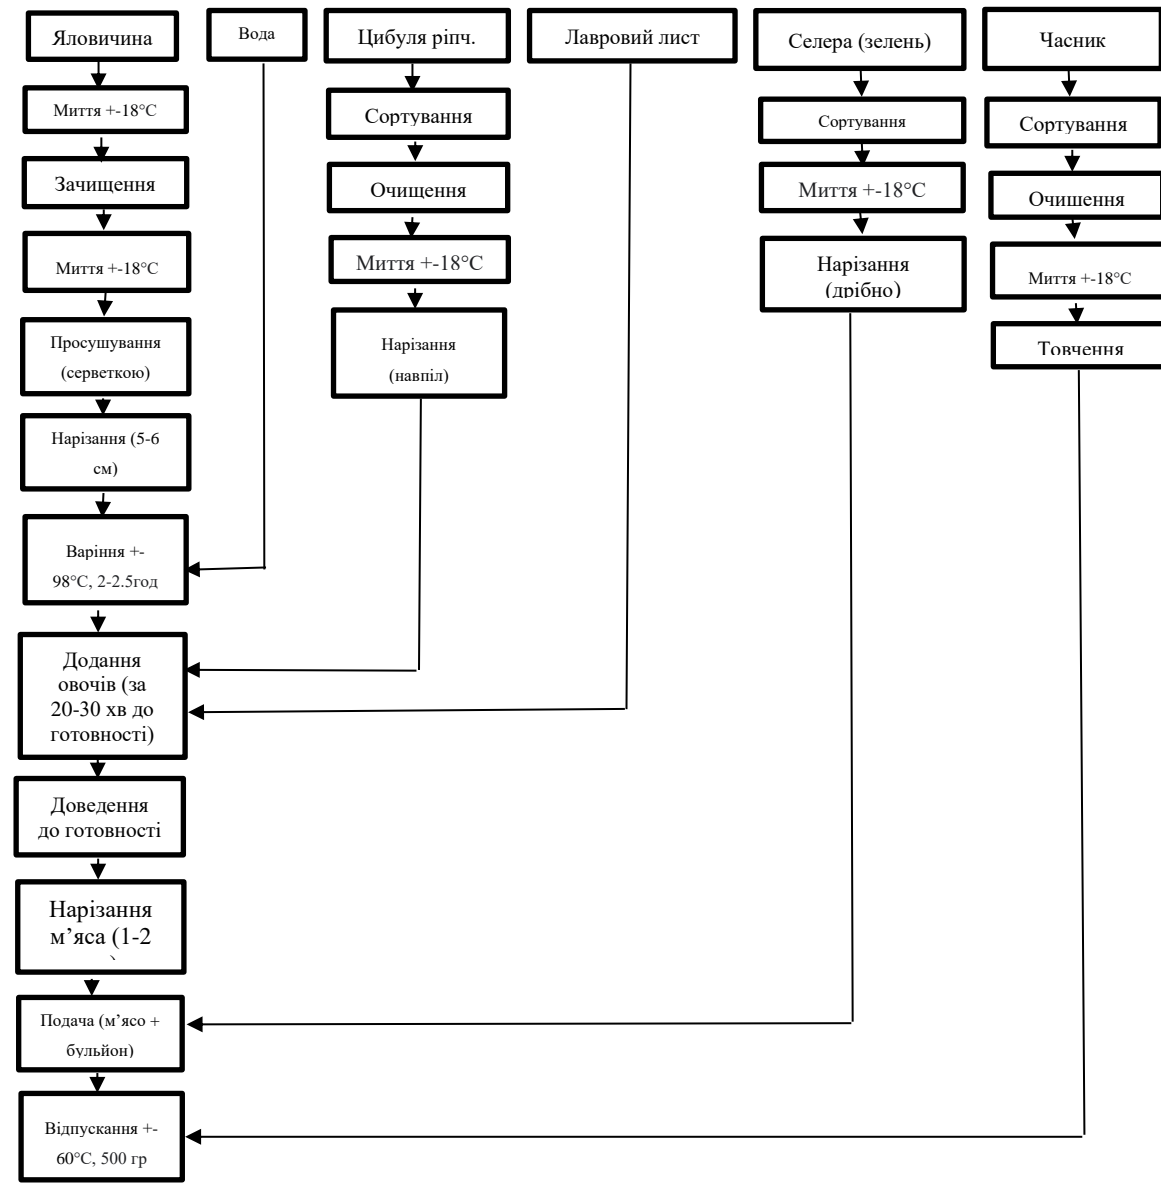 Яловичина
Миття +-18°С
Зачищення
Миття +-18°С
Просушування
(серветкою)
Нарізання (5-6
см)
Варіння +-
98°С, 2-2.5год
Додання
овочів (за
20-30 хв до
готовності)
Доведення
до готовності
Нарізання
м’яса (1-2
Подача (м’ясо +
бульйон)
Відпускання +-
60°С, 500 гр
Вода
Цибуля ріпч.
Сортування
Очищення
Миття +-18°С
Нарізання
(навпіл)
Лавровий лист
Селера (зелень)
Сортування
Миття +-18°С
Нарізання
(дрібно)
Часник
Сортування
Очишення
Миття +-18°С
Товчення